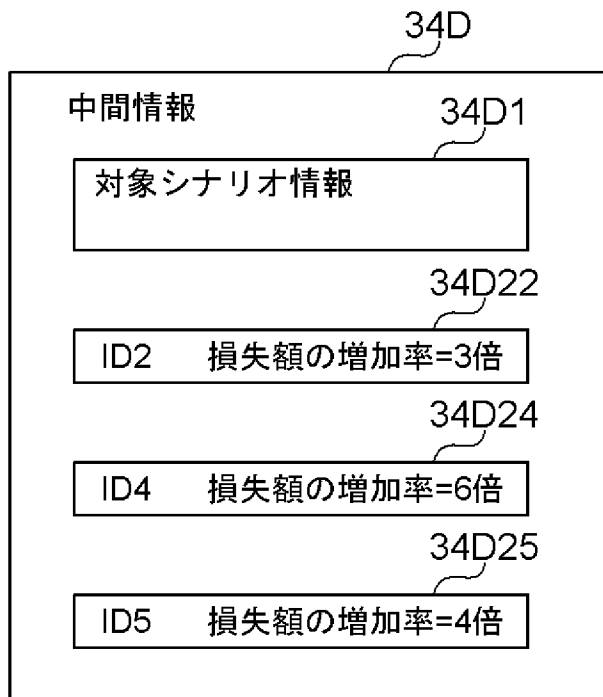 34D
中間情報
34D1
対象シナリオ情報
34D22
ID2 損失額の増加率=3倍
34D24
ID4 損失額の増加率=6倍
34D25
ID5 損失額の増加率=4倍